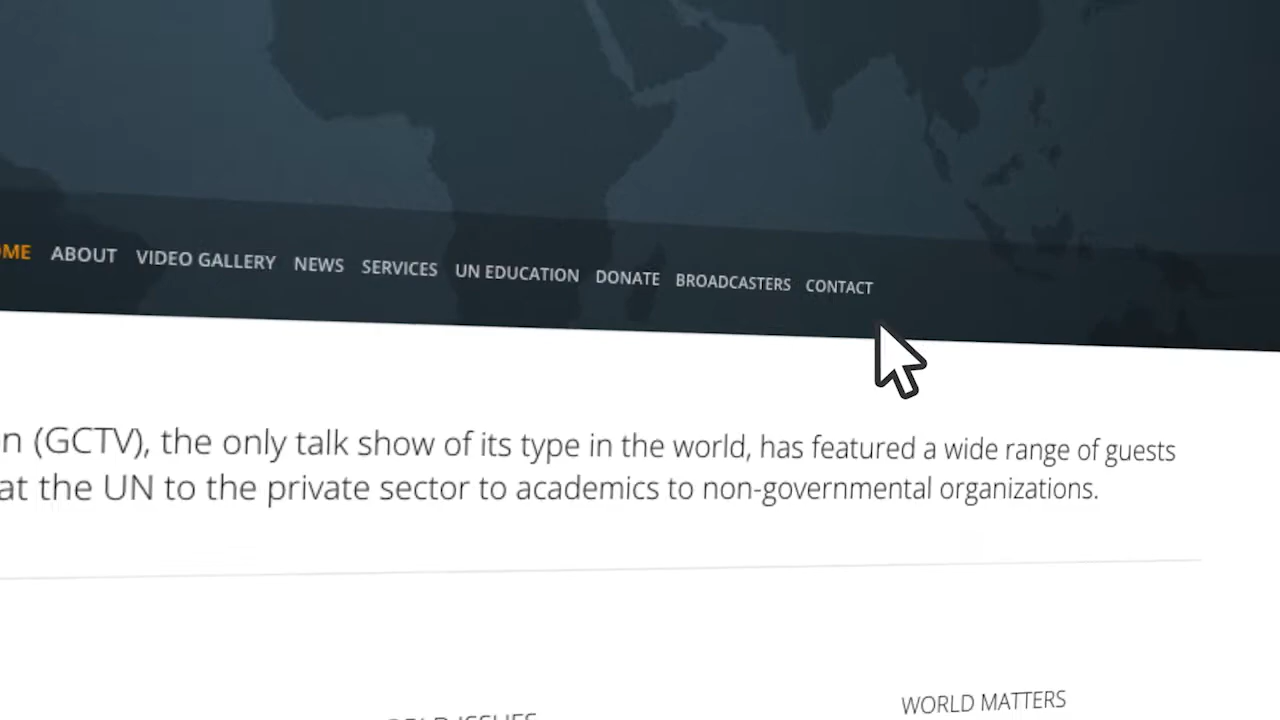 ABOUT VIDEO GALLERY NEWS SERVICES UN EDUCATION DONATE BROADCASTERS CONTACT
(GCTV), the only talk show of its type in the world, has featured a wide range of guests
at the UN to the private sector to academics to non-governmental organizations.
WORLD MATTERS